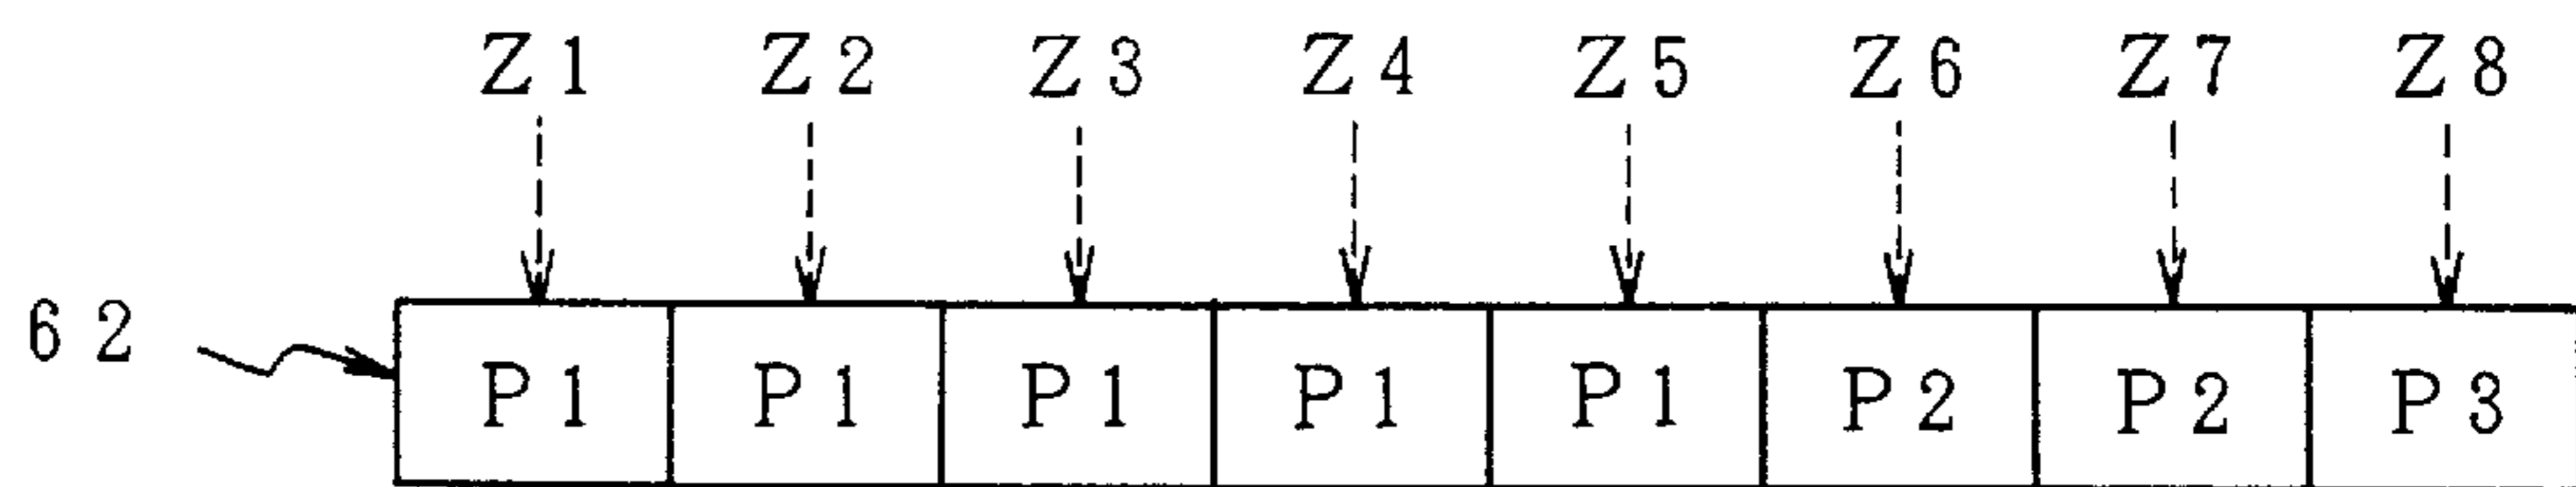 Z1 Z2 Z3 Z4 Z5 Z6 Z7 Z8
62
P1 P1 P1 P1 P1 P2 P2 P3